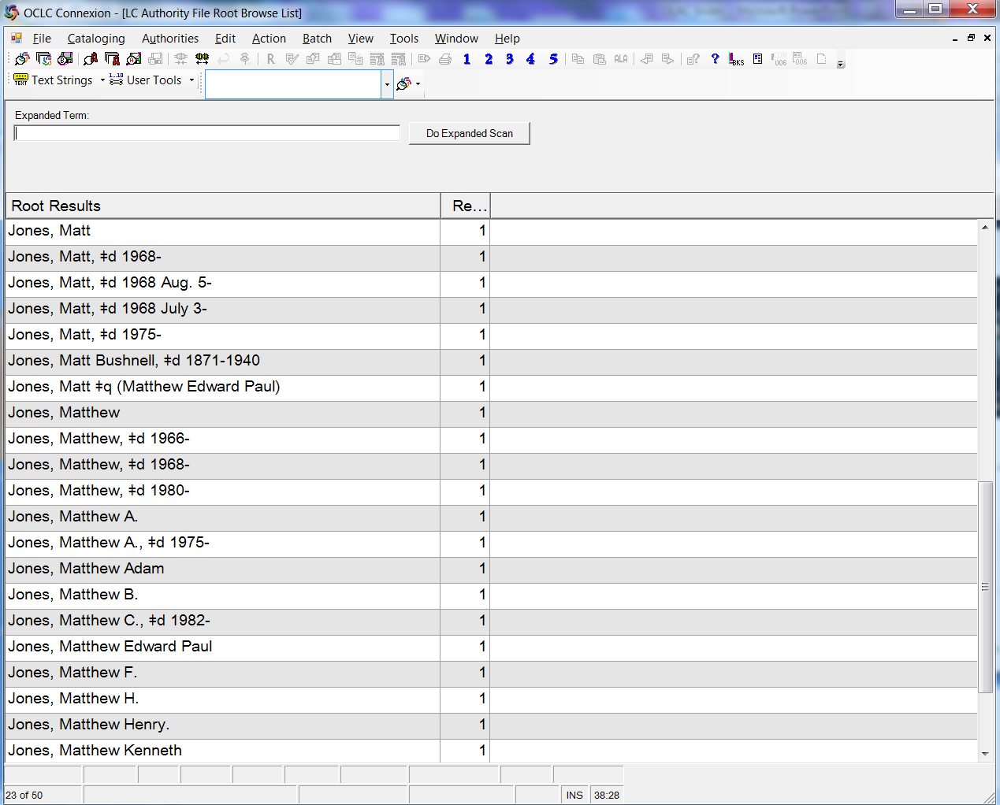 OCLC Connexion - [LC Authority File Root Browse List]
File Cataloging Authorities Edit Action Batch View Tools Window Help
R 1 2 3 4 5 ALA ? BKS 006 006
TEXT Text Strings 1...10 User Tools
Expanded Term:
Do Expanded Scan
Root Results Re...
Jones, Matt 1
Jones, Matt, ǂd 1968- 1
Jones, Matt, ǂd 1968 Aug. 5- 1
Jones, Matt, ǂd 1968 July 3- 1
Jones, Matt, ǂd 1975- 1
Jones, Matt Bushnell, ǂd 1871-1940 1
Jones, Matt ǂq (Matthew Edward Paul) 1
Jones, Matthew 1
Jones, Matthew, ǂd 1966- 1
Jones, Matthew, ǂd 1968- 1
Jones, Matthew, ǂd 1980- 1
Jones, Matthew A. 1
Jones, Matthew A., ǂd 1975- 1
Jones, Matthew Adam 1
Jones, Matthew B. 1
Jones, Matthew C., ǂd 1982- 1
Jones, Matthew Edward Paul 1
Jones, Matthew F. 1
Jones, Matthew H. 1
Jones, Matthew Henry. 1
Jones, Matthew Kenneth 1
23 of 50 INS 38:28